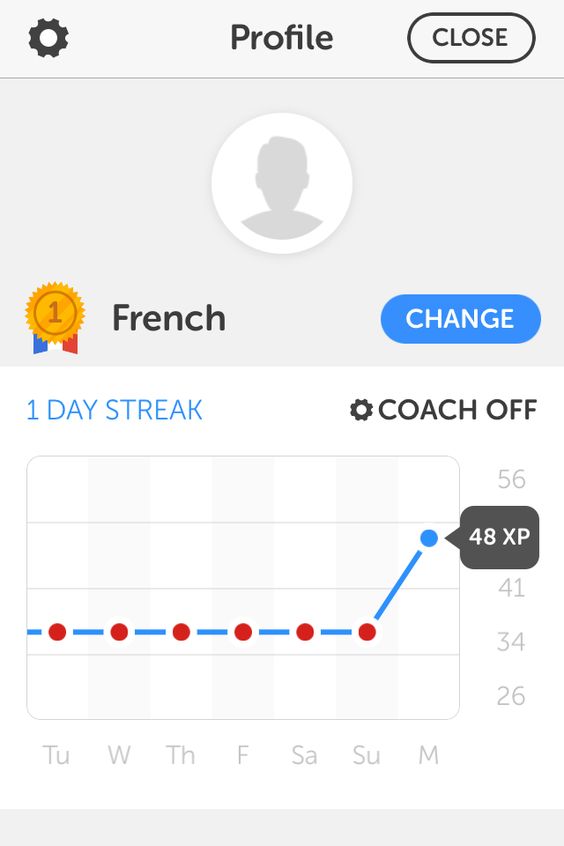 Profile
CLOSE
1
French
CHANGE
1 DAY STREAK
COACH OFF
56
48 XP
41
34
26
Tu W Th F Sa Su M